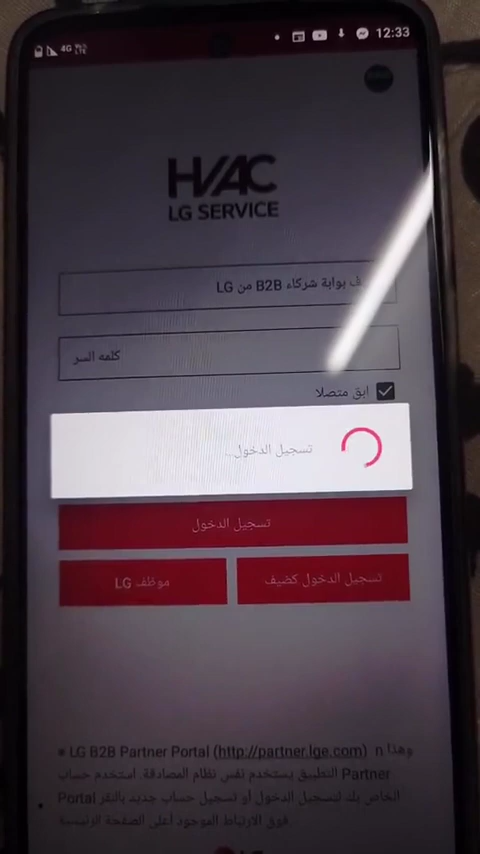 4G
12:33
HVAC
LG SERVICE
بوابة شركاء B2B من LG
كلمه السر
ابق متصلا
تسجيل الدخول...
تسجيل الدخول
تسجيل الدخول كضيف
موظف LG
* LG B2B Partner Portal (http://partner.lge.com) n وهذا
Partner التطبيق يستخدم نفس نظام المصادقة. استخدم حساب
Portal الخاص بك لتسجيل الدخول أو تسجيل حساب جديد بالنقر
فوق الارتباط الموجود أعلى الصفحة الرئيسية